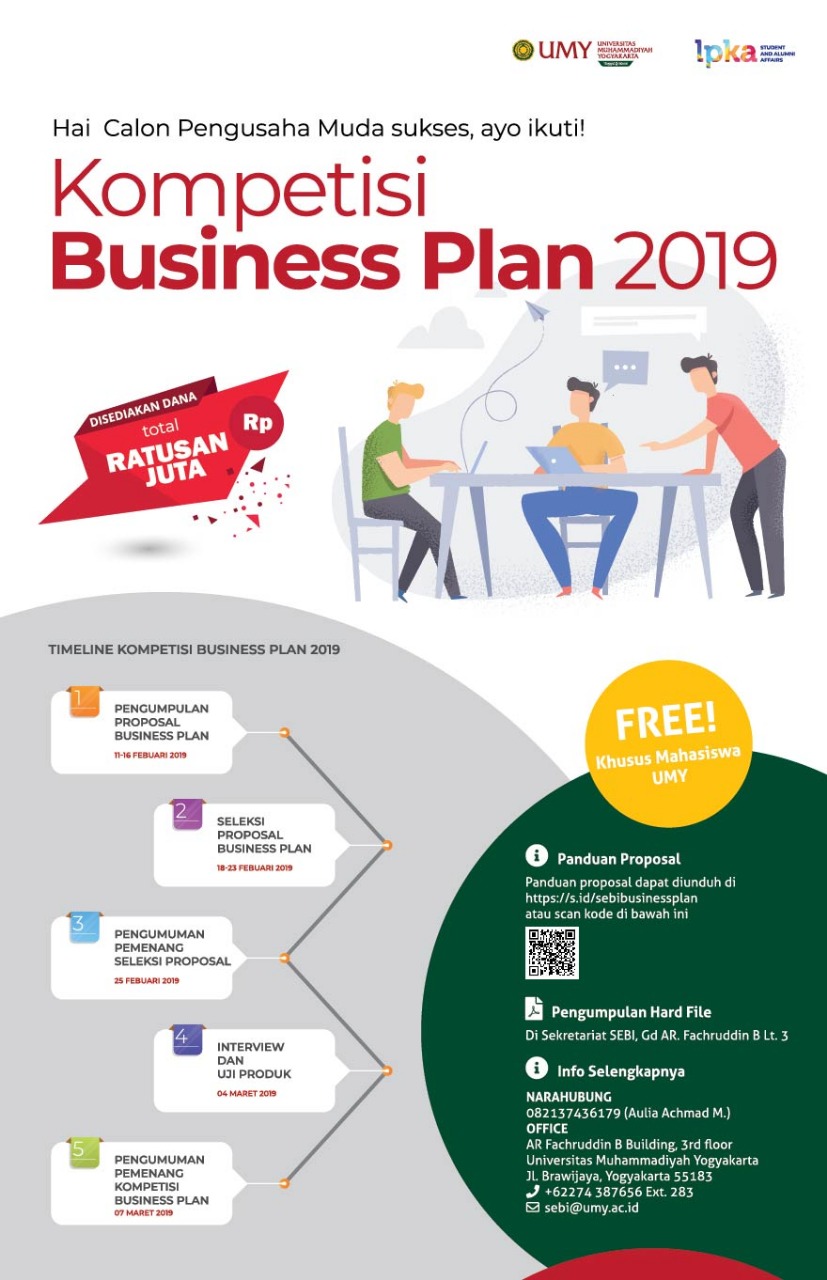 UMY
UNIVERSITAS
MUHAMMADIYAH
YOGYAKARTA
lpka
STUDENT
AND ALUMNI
AFFAIRS
Hai Calon Pengusaha Muda sukses, ayo ikuti!
Kompetisi
Business Plan 2019
DISEDIAKAN DANA
total
RATUSAN
JUTA
Rp
TIMELINE KOMPETISI BUSINESS PLAN 2019
1
PENGUMPULAN
PROPOSAL
BUSINESS PLAN
11-16 FEBUARI 2019
2
SELEKSI
PROPOSAL
BUSINESS PLAN
18-23 FEBUARI 2019
3
PENGUMUMAN
PEMENANG
SELEKSI PROPOSAL
25 FEBUARI 2019
4
INTERVIEW
DAN
UJI PRODUK
04 MARET 2019
5
PENGUMUMAN
PEMENANG
KOMPETISI
BUSINESS PLAN
07 MARET 2019
FREE!
Khusus Mahasiswa
UMY
Panduan Proposal
Panduan proposal dapat diunduh di
https://s.id/sebibusinessplan
atau scan kode di bawah ini
Pengumpulan Hard File
Di Sekretariat SEBI, Gd AR. Fachruddin B Lt. 3
Info Selengkapnya
NARAHUBUNG
082137436179 (Aulia Achmad M.)
OFFICE
AR Fachruddin B Building, 3rd floor
Universitas Muhammadiyah Yogyakarta
Jl. Brawijaya, Yogyakarta 55183
+62274 387656 Ext. 283
sebi@umy.ac.id